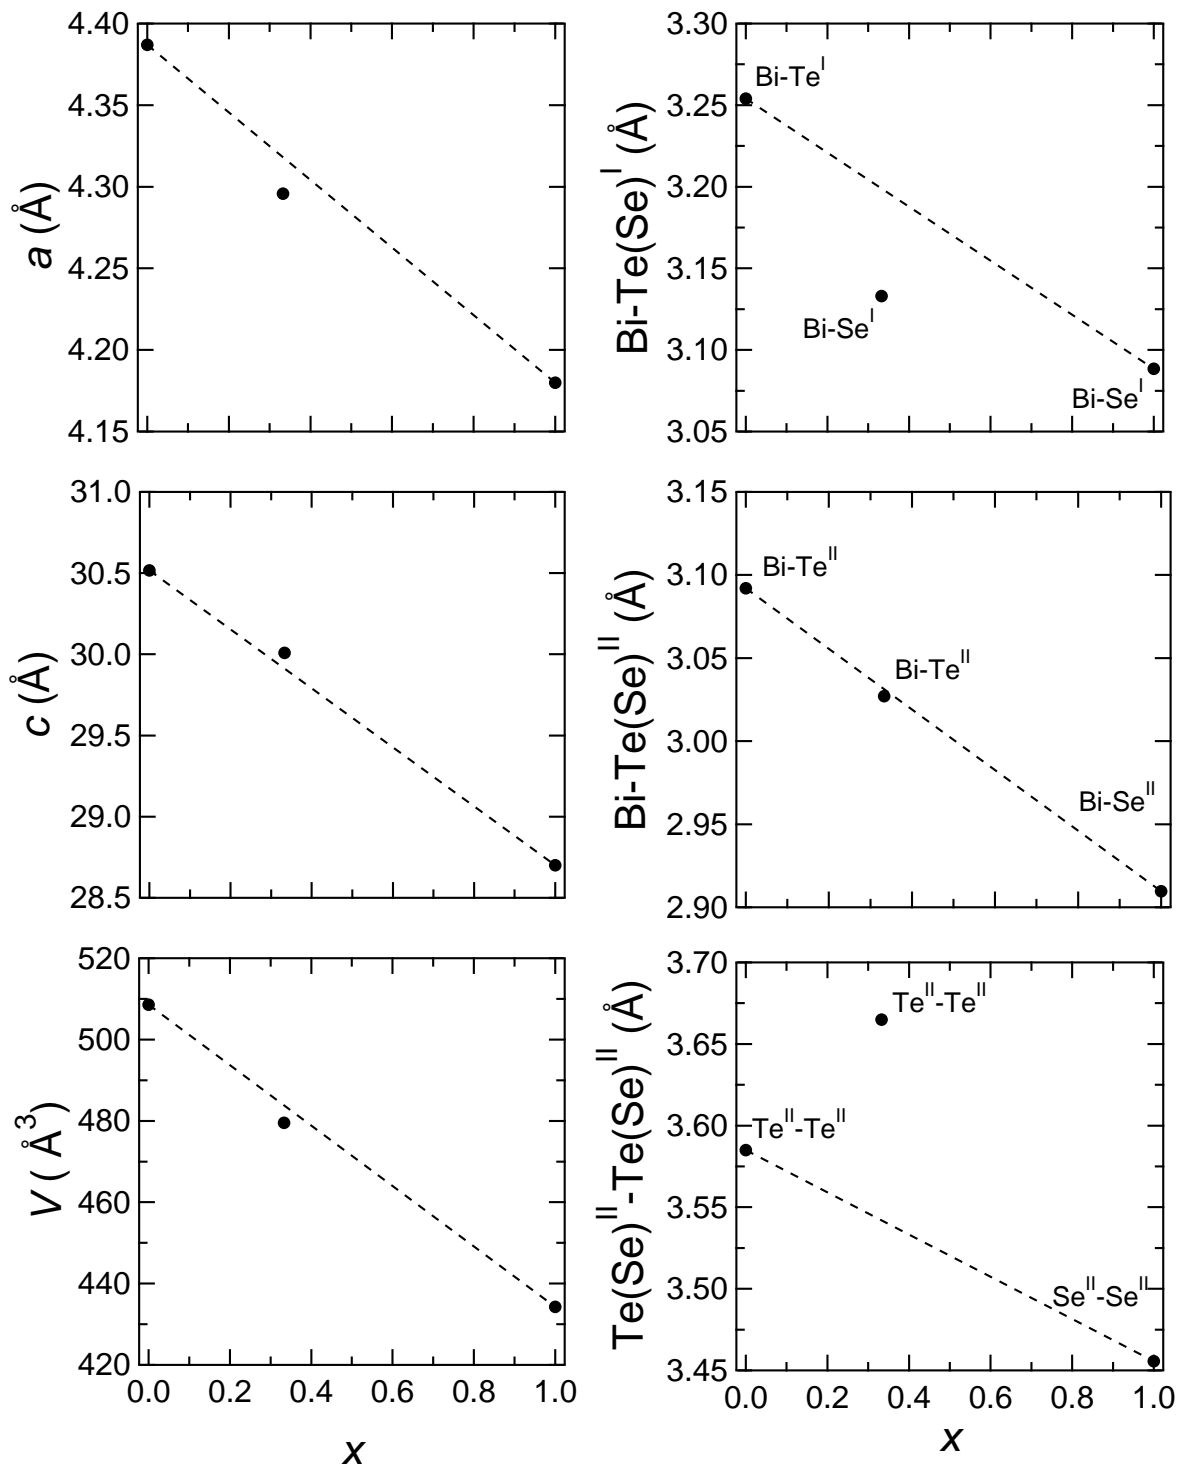 4.40
4.35
4.30
4.25
4.20
4.15
a (Å)
3.30
3.25
3.20
3.15
3.10
3.05
Bi-Te(Se)^I (Å)
Bi-Te^I
Bi-Se^I
Bi-Se^I
31.0
30.5
30.0
29.5
29.0
28.5
c (Å)
3.15
3.10
3.05
3.00
2.95
2.90
Bi-Te(Se)^II (Å)
Bi-Te^II
Bi-Te^II
Bi-Se^II
520
500
480
460
440
420
V ( Å^3)
0.0 0.2 0.4 0.6 0.8 1.0
x
3.70
3.65
3.60
3.55
3.50
3.45
Te(Se)^II-Te(Se)^II (Å)
Te^II-Te^II
Te^II-Te^II
Se^II-Se^II
0.0 0.2 0.4 0.6 0.8 1.0
x